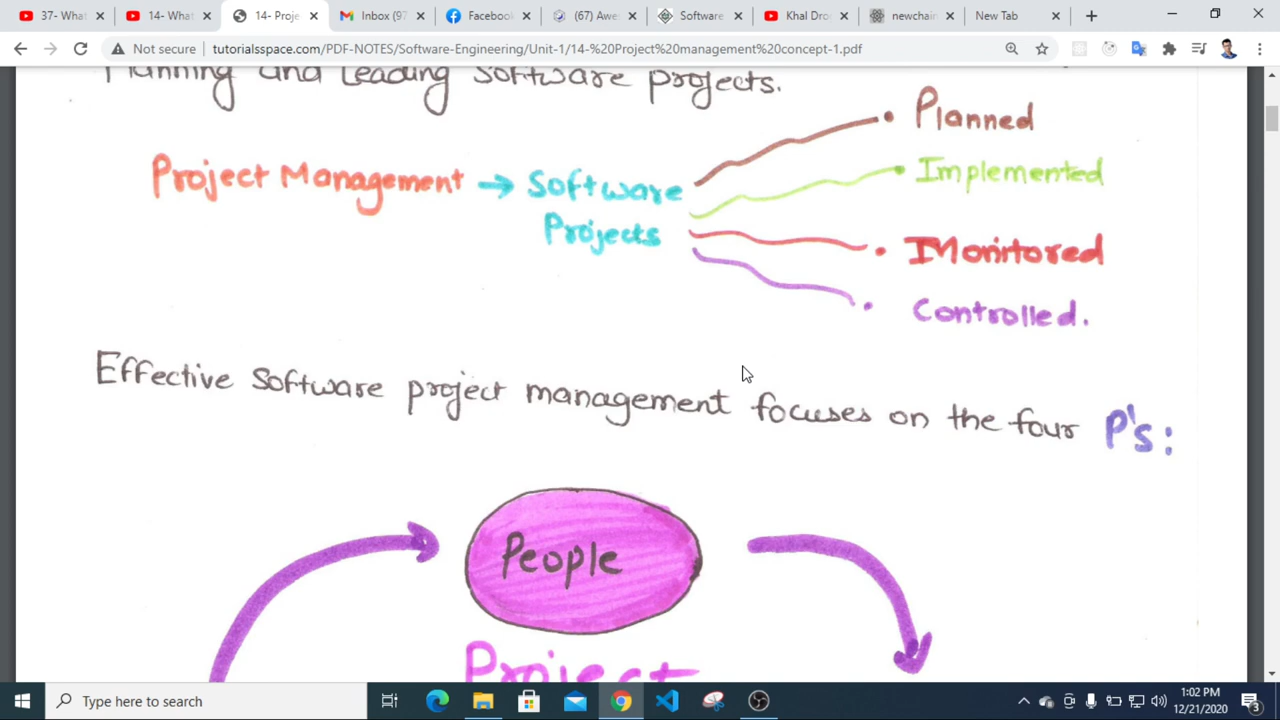 37- What
14- What
14- Proje
Inbox (97
Facebook
(67) Awe
Software
Khal Dro
newchain
New Tab
Not secure
tutorialsspace.com/PDF-NOTES/Software-Engineering/Unit-1/14-%20Project%20management%20concept-1.pdf
Planning and Leading Software projects.
Project Management → Software Projects
• Planned
• Implemented
• Monitored
• Controlled.
Effective Software project management focuses on the four P's:
People
Project
Type here to search
1:02 PM
12/21/2020
3